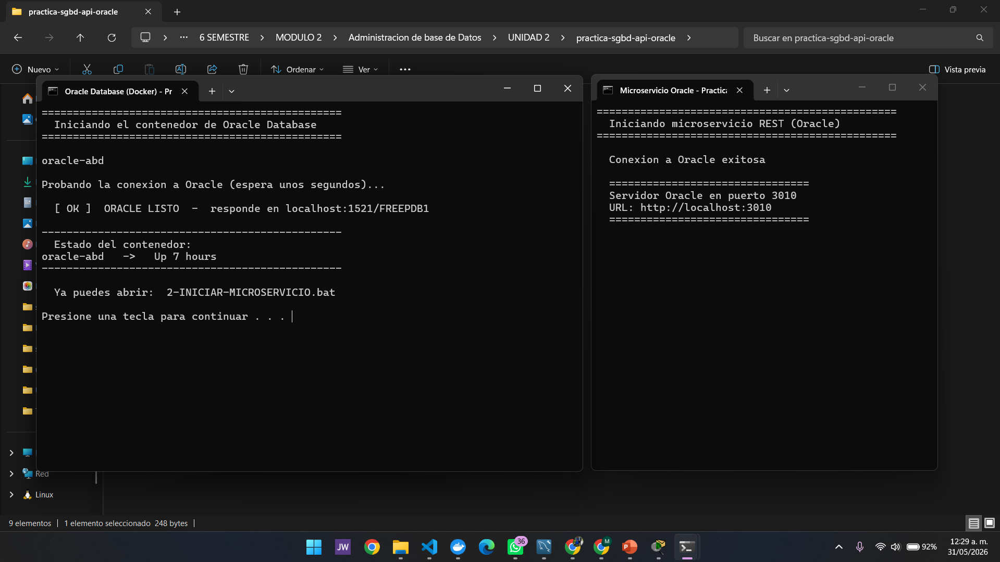 practica-sgbd-api-oracle
6 SEMESTRE
MODULO 2
Administracion de base de Datos
UNIDAD 2
practica-sgbd-api-oracle
Buscar en practica-sgbd-api-oracle
Nuevo
Ordenar
Ver
Vista previa
Oracle Database (Docker) - Pr
================================================
Iniciando el contenedor de Oracle Database
================================================
oracle-abd
Probando la conexion a Oracle (espera unos segundos)...
[ OK ]  ORACLE LISTO  -  responde en localhost:1521/FREEPDB1
------------------------------------------------
Estado del contenedor:
oracle-abd   ->   Up 7 hours
------------------------------------------------
Ya puedes abrir:  2-INICIAR-MICROSERVICIO.bat
Presione una tecla para continuar . . .
Microservicio Oracle - Practica
================================================
Iniciando microservicio REST (Oracle)
================================================
Conexion a Oracle exitosa
================================
Servidor Oracle en puerto 3010
URL: http://localhost:3010
================================
Red
Linux
9 elementos
1 elemento seleccionado  248 bytes
JW
36
M
P
92%
12:29 a. m.
31/05/2026